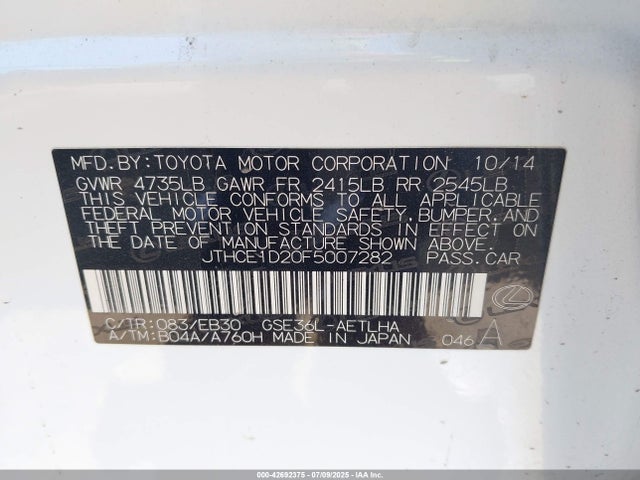 MFD. BY: TOYOTA MOTOR CORPORATION 10/14
GVWR 4735LB GAWR FR 2415LB RR 2545LB
THIS VEHICLE CONFORMS TO ALL APPLICABLE
FEDERAL MOTOR VEHICLE SAFETY, BUMPER, AND
THEFT PREVENTION STANDARDS IN EFFECT ON
THE DATE OF MANUFACTURE SHOWN ABOVE.
JTHCE1D20F5007282 PASS. CAR
C/TR: 083/EB30 GSE36L-AETLHA
A/TM: B04A/A760H MADE IN JAPAN 046 A
000-42692375 - 07/09/2025 - IAA Inc.